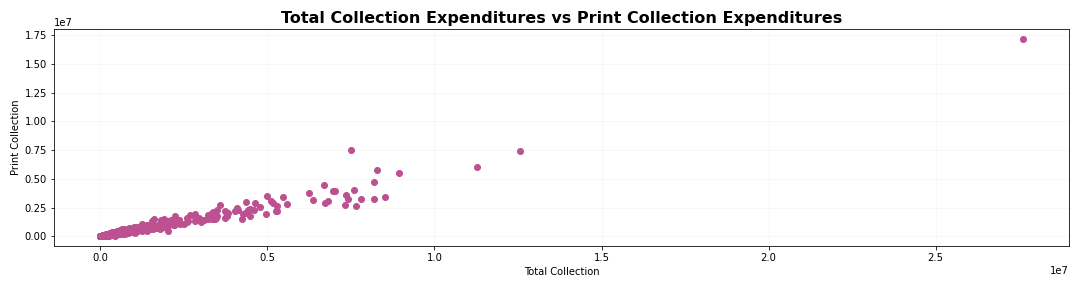 Total Collection Expenditures vs Print Collection Expenditures
1e7
1.75
1.50
1.25
1.00
0.75
0.50
0.25
0.00
Print Collection
0.0 0.5 1.0 1.5 2.0 2.5
Total Collection
1e7